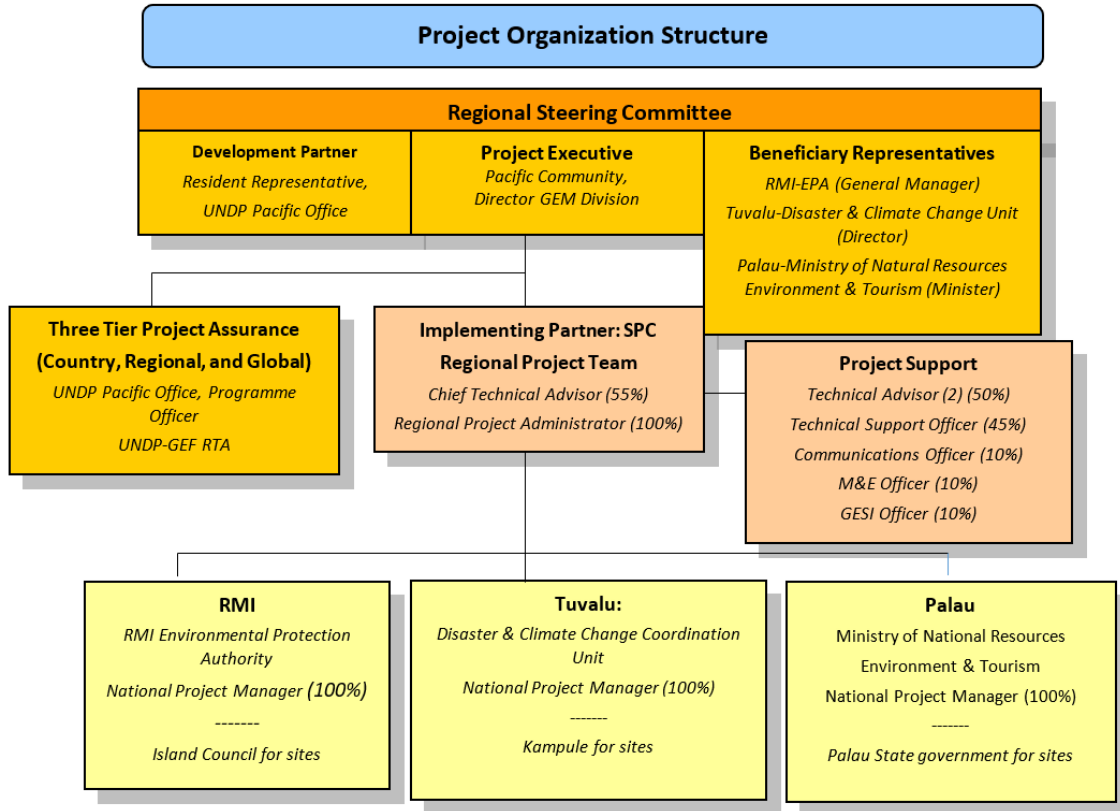 Project Organization Structure
Regional Steering Committee
Development Partner
Resident Representative,
UNDP Pacific Office
Project Executive
Pacific Community,
Director GEM Division
Beneficiary Representatives
RMI-EPA (General Manager)
Tuvalu-Disaster & Climate Change Unit
(Director)
Palau-Ministry of Natural Resources
Environment & Tourism (Minister)
Three Tier Project Assurance
(Country, Regional, and Global)
UNDP Pacific Office, Programme
Officer
UNDP-GEF RTA
Implementing Partner: SPC
Regional Project Team
Chief Technical Advisor (55%)
Regional Project Administrator (100%)
Project Support
Technical Advisor (2) (50%)
Technical Support Officer (45%)
Communications Officer (10%)
M&E Officer (10%)
GESI Officer (10%)
RMI
RMI Environmental Protection
Authority
National Project Manager (100%)
-------
Island Council for sites
Tuvalu:
Disaster & Climate Change Coordination
Unit
National Project Manager (100%)
-------
Kampule for sites
Palau
Ministry of National Resources
Environment & Tourism
National Project Manager (100%)
-------
Palau State government for sites